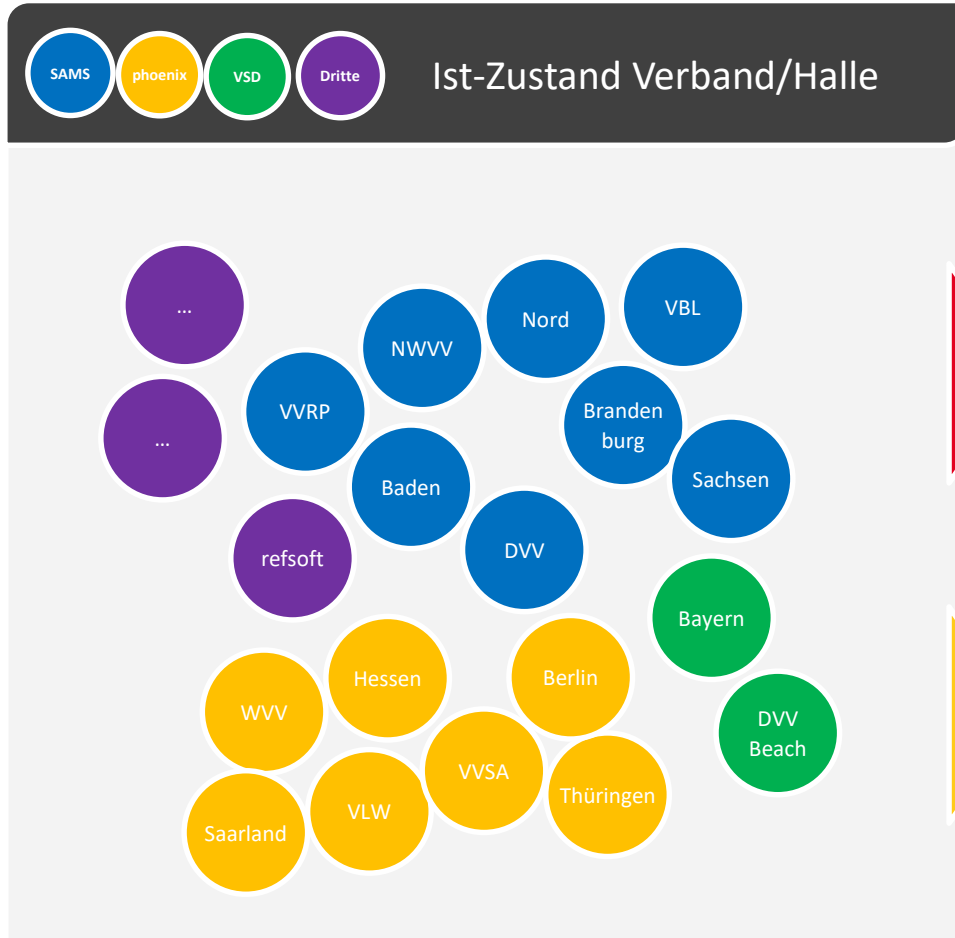 SAMS
phoenix
VSD
Dritte
Ist-Zustand Verband/Halle
...
...
VVRP
NWVV
Nord
VBL
Branden
burg
Sachsen
Baden
DVV
refsoft
Bayern
DVV
Beach
Hessen
Berlin
WVV
VVSA
Thüringen
VLW
Saarland